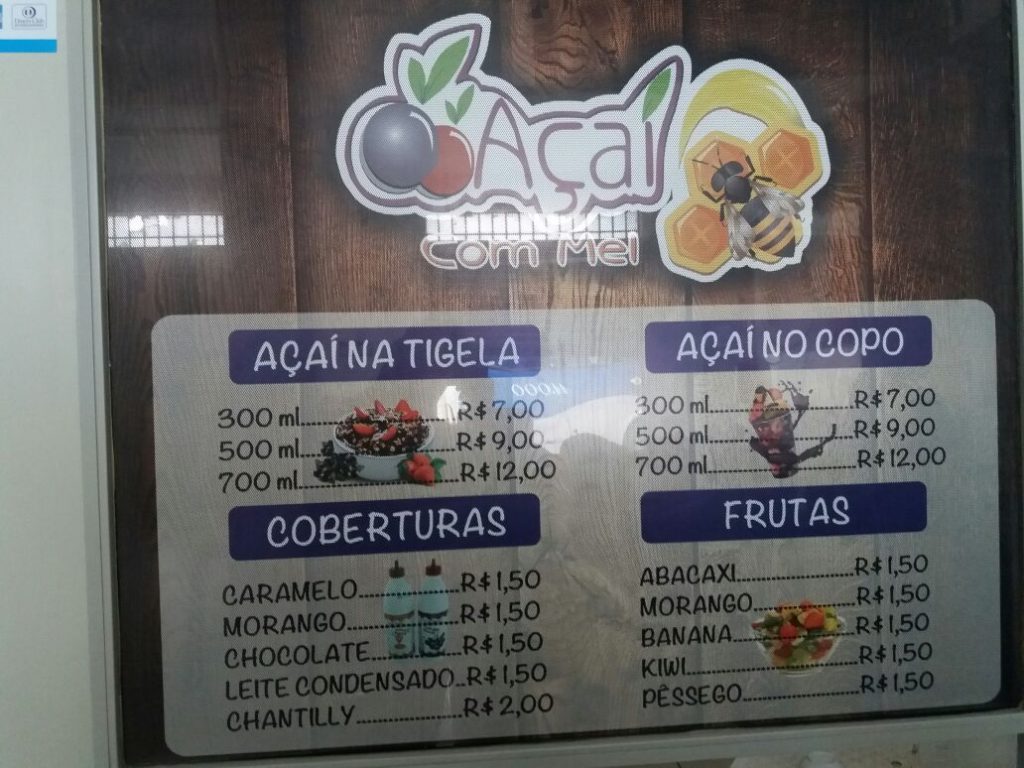 Diners Club
Açaí
Com Mel
AÇAÍ NA TIGELA
300 ml.......R$ 7,00
500 ml.......R$ 9,00
700 ml.......R$ 12,00
AÇAÍ NO COPO
300 ml.......R$ 7,00
500 ml.......R$ 9,00
700 ml.......R$ 12,00
COBERTURAS
CARAMELO.......R$ 1,50
MORANGO.......R$ 1,50
CHOCOLATE.......R$ 1,50
LEITE CONDENSADO..R$ 1,50
CHANTILLY.......R$ 2,00
FRUTAS
ABACAXI.......R$ 1,50
MORANGO.......R$ 1,50
BANANA.......R$ 1,50
KIWI.......R$ 1,50
PÊSSEGO.......R$ 1,50